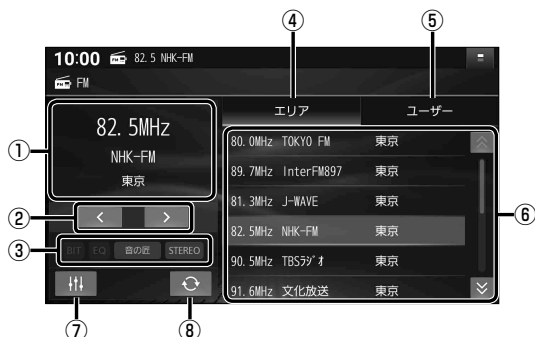 ④ ⑤
10:00 82.5 NHK-FM
FM
エリア ユーザー
①
82.5MHz
NHK-FM
東京
②
< >
③
BIT EQ 音の匠 STEREO
80.0MHz TOKYO FM 東京
89.7MHz InterFM897 東京
81.3MHz J-WAVE 東京
82.5MHz NHK-FM 東京
90.5MHz TBSラジオ 東京
91.6MHz 文化放送 東京
⑥
⑦ ⑧